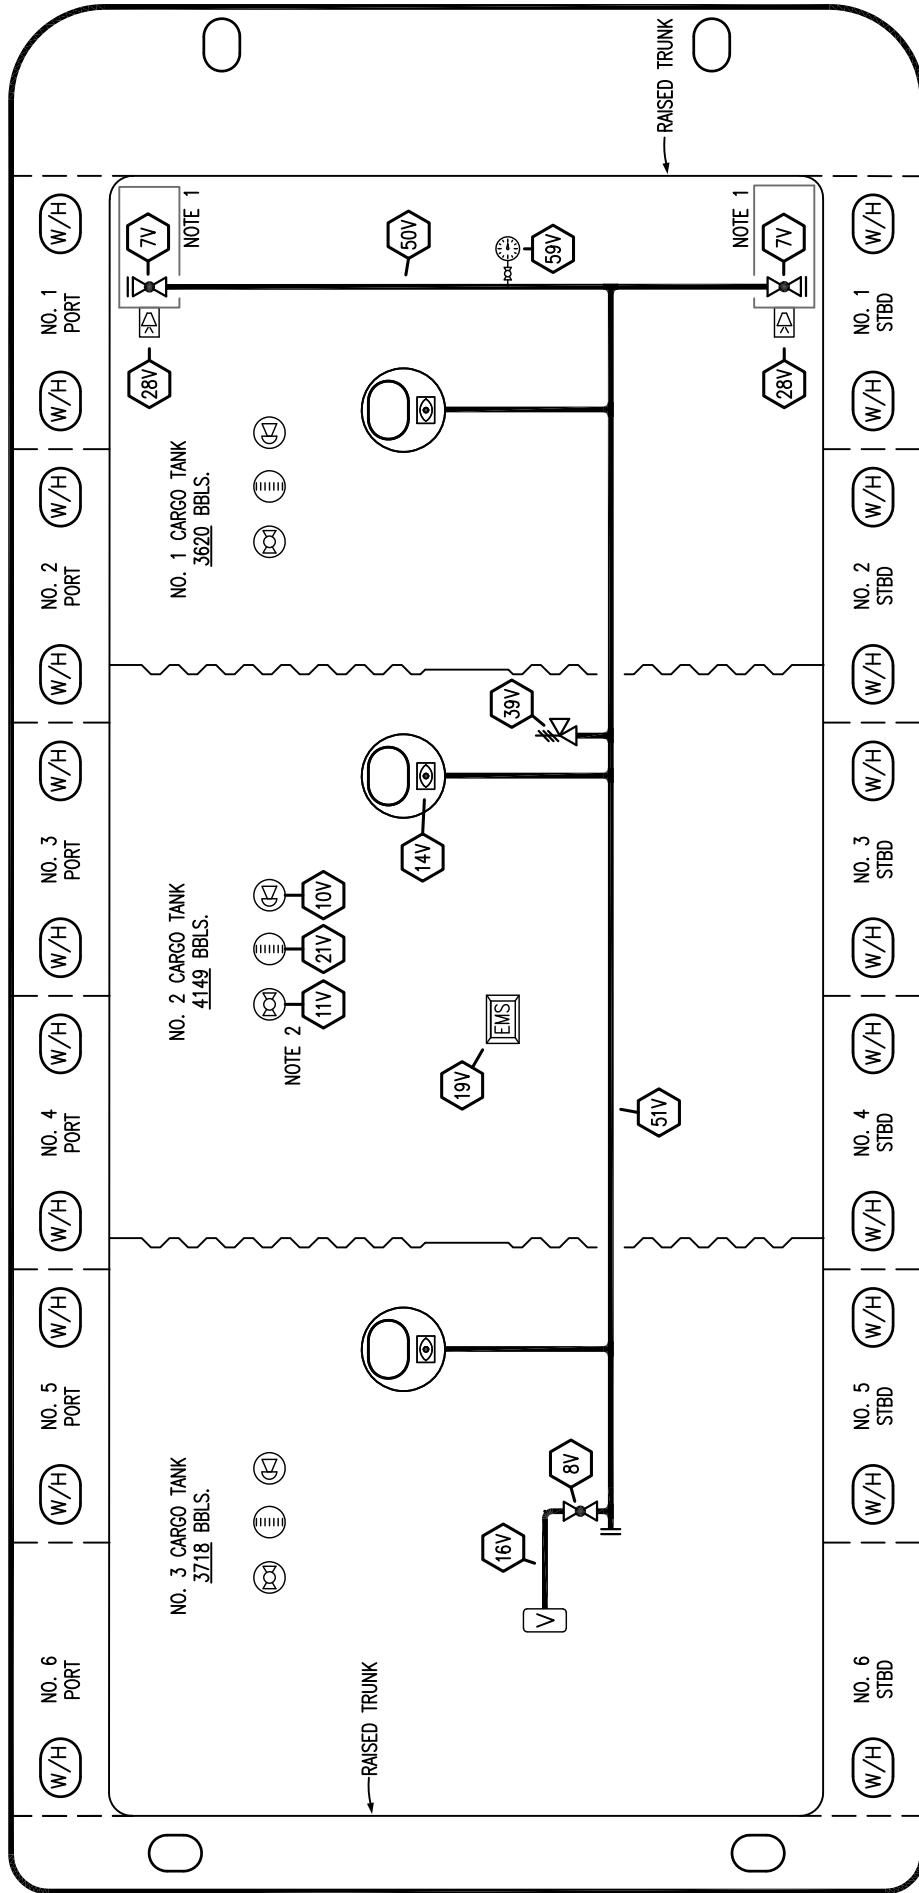 W/H
NO. 6
PORT
W/H
NO. 5
PORT
W/H
W/H
NO. 4
PORT
W/H
W/H
NO. 3
PORT
W/H
W/H
NO. 2
PORT
W/H
W/H
NO. 1
PORT
W/H
28V
7V
NOTE 1
NO. 3 CARGO TANK
3718 BBLS.
NO. 2 CARGO TANK
4149 BBLS.
NO. 1 CARGO TANK
3620 BBLS.
NOTE 2
11V
21V
10V
RAISED TRUNK
14V
50V
19V
EMS
16V
V
8V
39V
59V
51V
RAISED TRUNK
NOTE 1
28V
7V
W/H
NO. 6
STBD
W/H
NO. 5
STBD
W/H
W/H
NO. 4
STBD
W/H
W/H
NO. 3
STBD
W/H
W/H
NO. 2
STBD
W/H
W/H
NO. 1
STBD
W/H